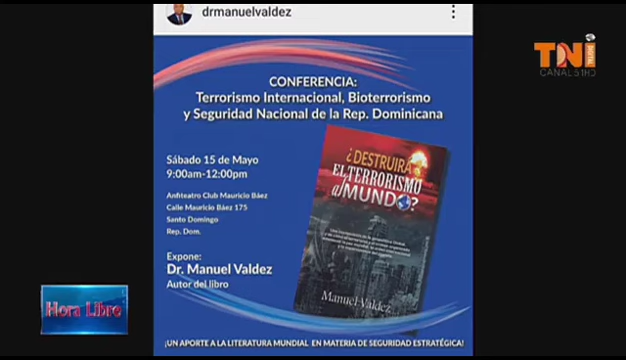 drmanuelvaldez
TNI
TELEDE
CANAL 51HD
CONFERENCIA:
Terrorismo Internacional, Bioterrorismo
y Seguridad Nacional de la Rep. Dominicana
Sábado 15 de Mayo
9:00am-12:00pm
Anfiteatro Club Mauricio Báez
Calle Mauricio Báez 175
Santo Domingo
Rep. Dom.
Expone:
Dr. Manuel Valdez
Autor del libro
¿DESTRUIRÁ
EL TERRORISMO
al MUNDO?
Manuel Valdez
Hora Libre
¡UN APORTE A LA LITERATURA MUNDIAL EN MATERIA DE SEGURIDAD ESTRATÉGICA!